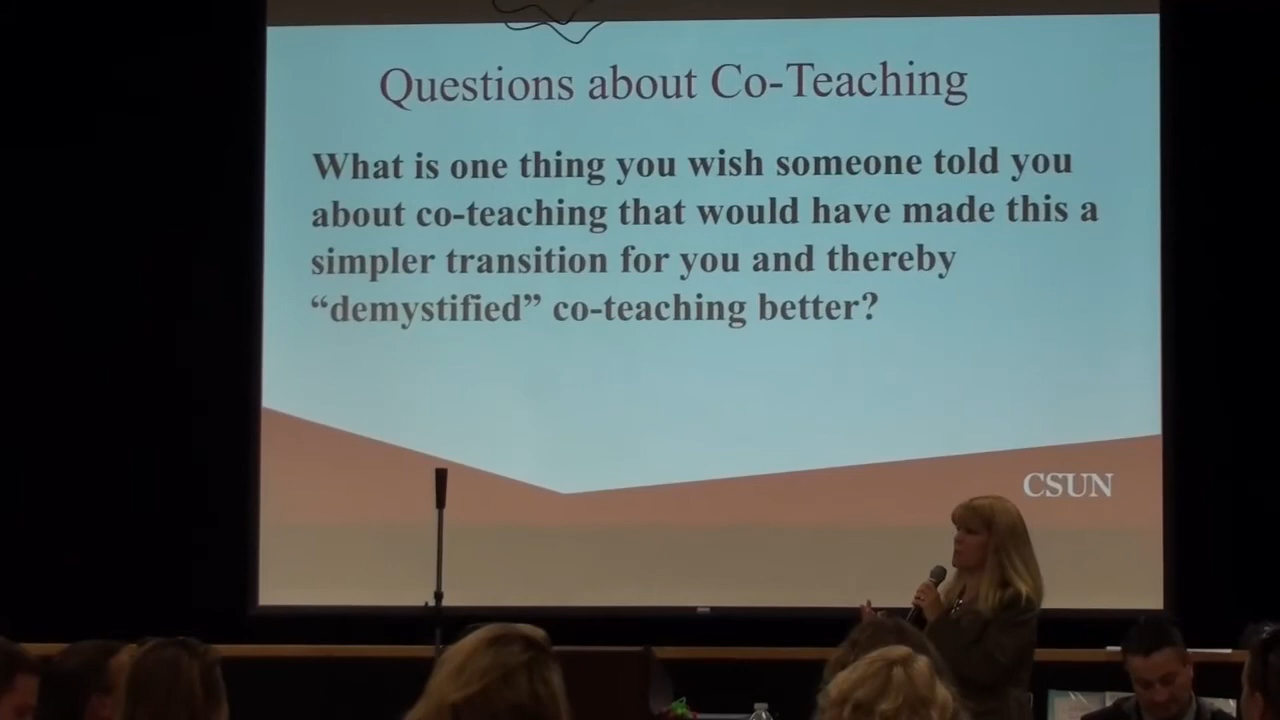 Questions about Co-Teaching
What is one thing you wish someone told you
about co-teaching that would have made this a
simpler transition for you and thereby
“demystified” co-teaching better?
CSUN